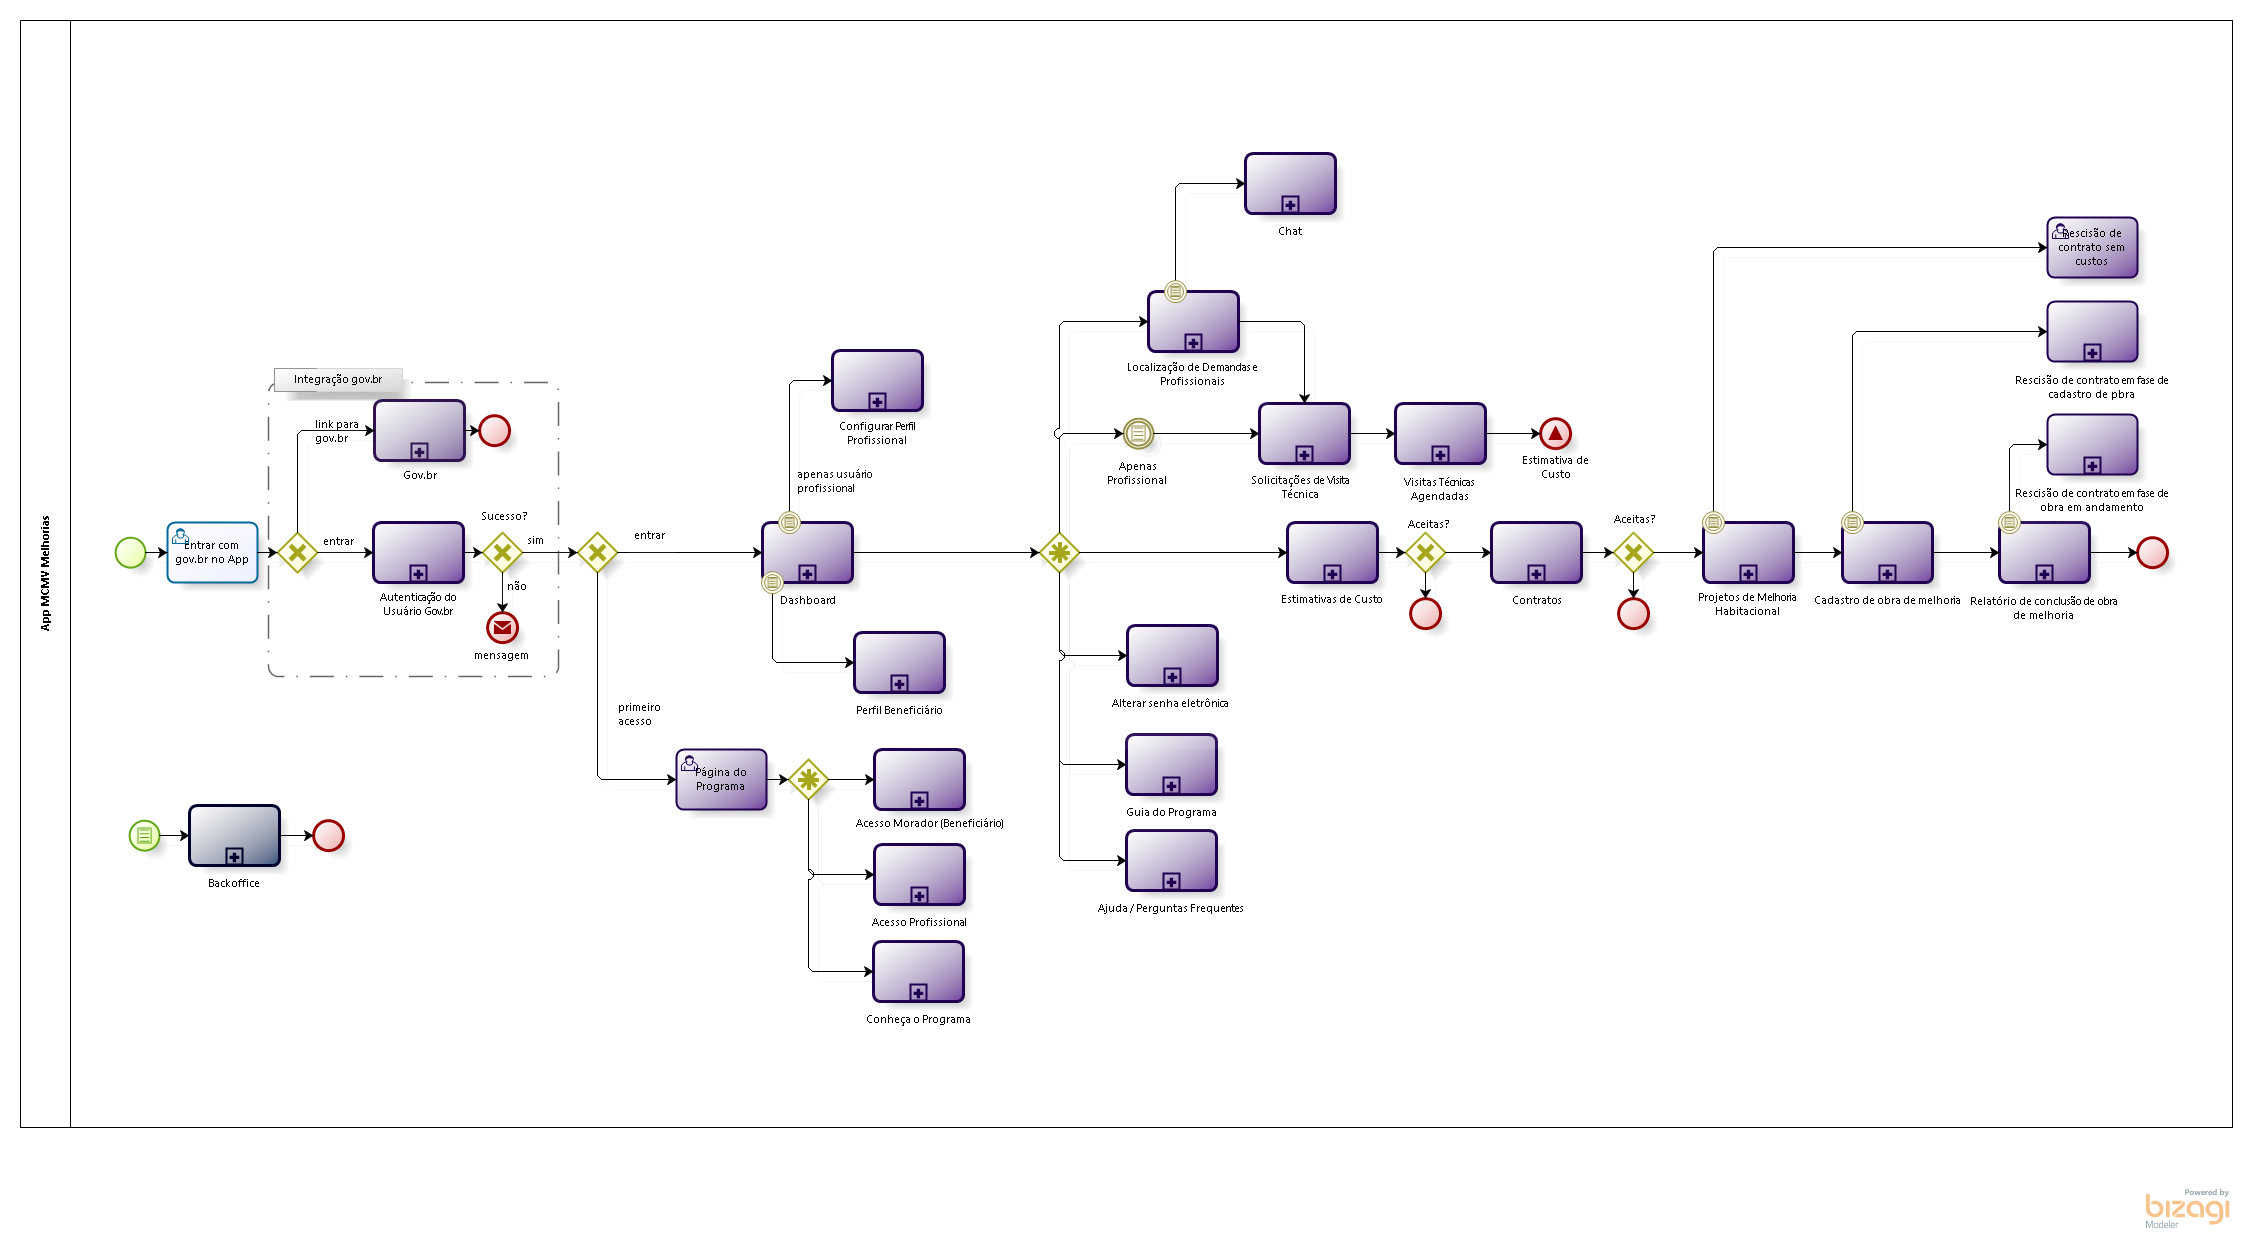 App MCMV Melhorias
Entrar com
gov.br no App
Integração gov.br
link para
gov.br
Gov.br
entrar
Autenticação do
Usuário Gov.br
Sucesso?
sim
não
mensagem
entrar
primeiro
acesso
Configurar Perfil
Profissional
apenas usuário
profissional
Dashboard
Perfil Beneficiário
Página do
Programa
Acesso Morador (Beneficiário)
Acesso Profissional
Conheça o Programa
Backoffice
Chat
Localização de Demandas e
Profissionais
Apenas
Profissional
Solicitações de Visita
Técnica
Visitas Técnicas
Agendadas
Estimativa de
Custo
Estimativas de Custo
Aceitas?
Contratos
Aceitas?
Projetos de Melhoria
Habitacional
Cadastro de obra de melhoria
Relatório de conclusão de obra
de melhoria
Rescisão de
contrato sem
custos
Rescisão de contrato em fase de
cadastro de pbra
Rescisão de contrato em fase de
obra em andamento
Alterar senha eletrônica
Guia do Programa
Ajuda / Perguntas Frequentes
Powered by
bizagi
Modeler